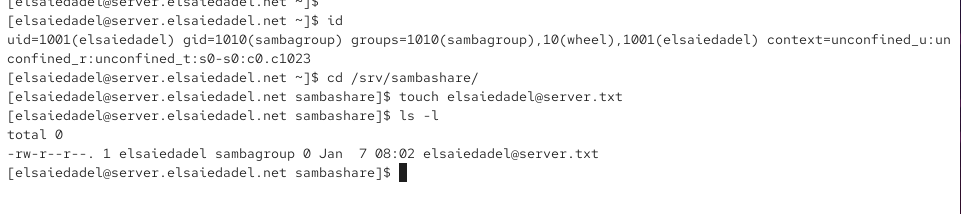 [elsaiedadel@server.elsaiedadel.net ~]$
[elsaiedadel@server.elsaiedadel.net ~]$ id
uid=1001(elsaiedadel) gid=1010(sambagroup) groups=1010(sambagroup),10(wheel),1001(elsaiedadel) context=unconfined_u:un
confined_r:unconfined_t:s0-s0:c0.c1023
[elsaiedadel@server.elsaiedadel.net ~]$ cd /srv/sambashare/
[elsaiedadel@server.elsaiedadel.net sambashare]$ touch elsaiedadel@server.txt
[elsaiedadel@server.elsaiedadel.net sambashare]$ ls -l
total 0
-rw-r--r--. 1 elsaiedadel sambagroup 0 Jan  7 08:02 elsaiedadel@server.txt
[elsaiedadel@server.elsaiedadel.net sambashare]$